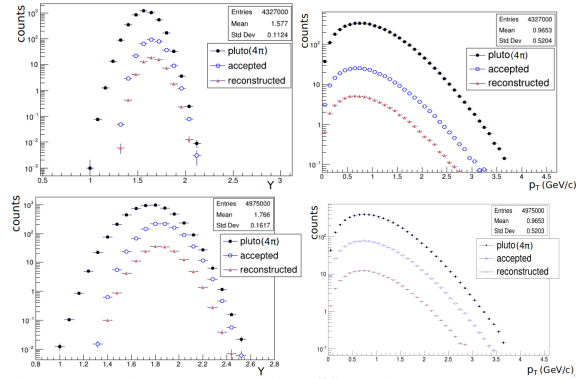 counts
Entries 4327000
Mean 1.577
Std Dev 0.1124
pluto(4π)
accepted
reconstructed
10³
10²
10
1
10⁻¹
10⁻²
10⁻³
0.5 1 1.5 2 2.5 3
Y
counts
Entries 4327000
Mean 0.9653
Std Dev 0.5204
pluto(4π)
accepted
reconstructed
10²
10
1
10⁻¹
0 0.5 1 1.5 2 2.5 3 3.5 4 4.5
p_T (GeV/c)
counts
Entries 4975000
Mean 1.766
Std Dev 0.1617
pluto(4π)
accepted
reconstructed
10³
10²
10
1
10⁻¹
10⁻²
0.8 1 1.2 1.4 1.6 1.8 2 2.2 2.4 2.6 2.8
Y
counts
Entries 4975000
Mean 0.9653
Std Dev 0.5203
pluto(4π)
accepted
reconstructed
10
1
10⁻¹
0 0.5 1 1.5 2 2.5 3 3.5 4 4.5
p_T (GeV/c)